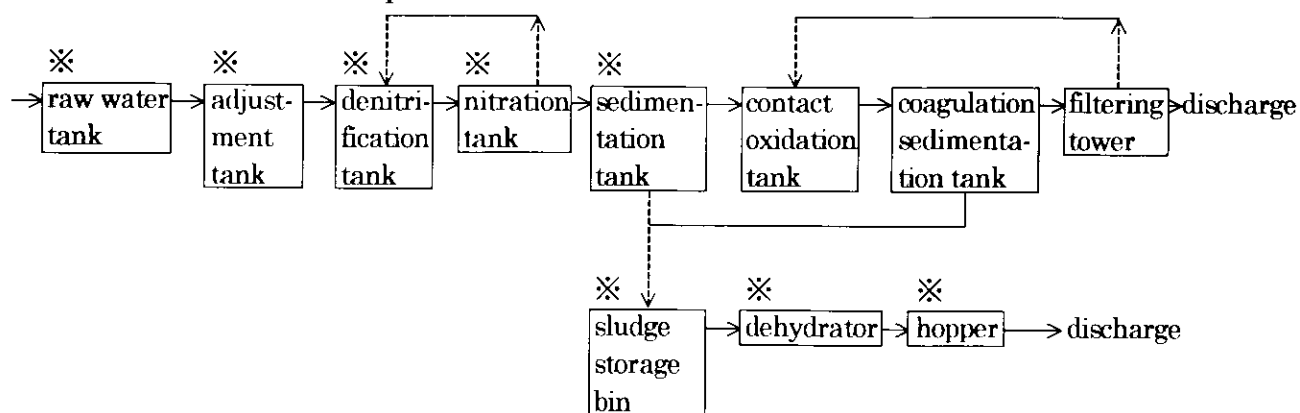 ※
raw water
tank
※
adjust-
ment
tank
※
denitri-
fication
tank
※
nitration
tank
※
sedimen-
tation
tank
contact
oxidation
tank
coagulation
sedimenta-
tion tank
filtering
tower
discharge
※
sludge
storage
bin
※
dehydrator
※
hopper
discharge